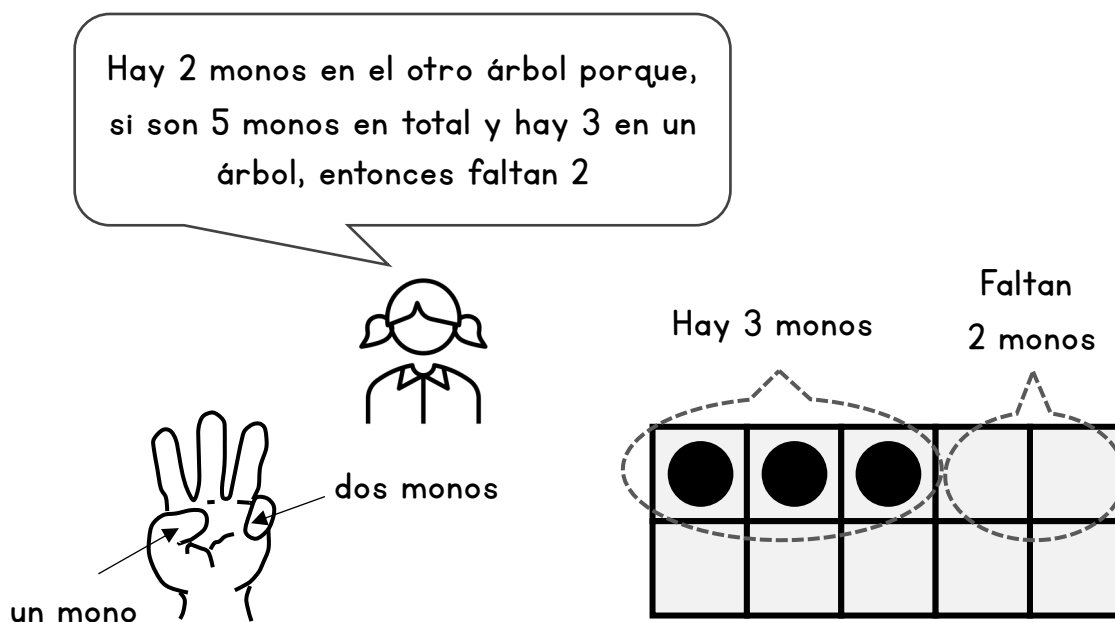 Hay 2 monos en el otro árbol porque,
si son 5 monos en total y hay 3 en un
árbol, entonces faltan 2
Faltan
2 monos
Hay 3 monos
dos monos
un mono